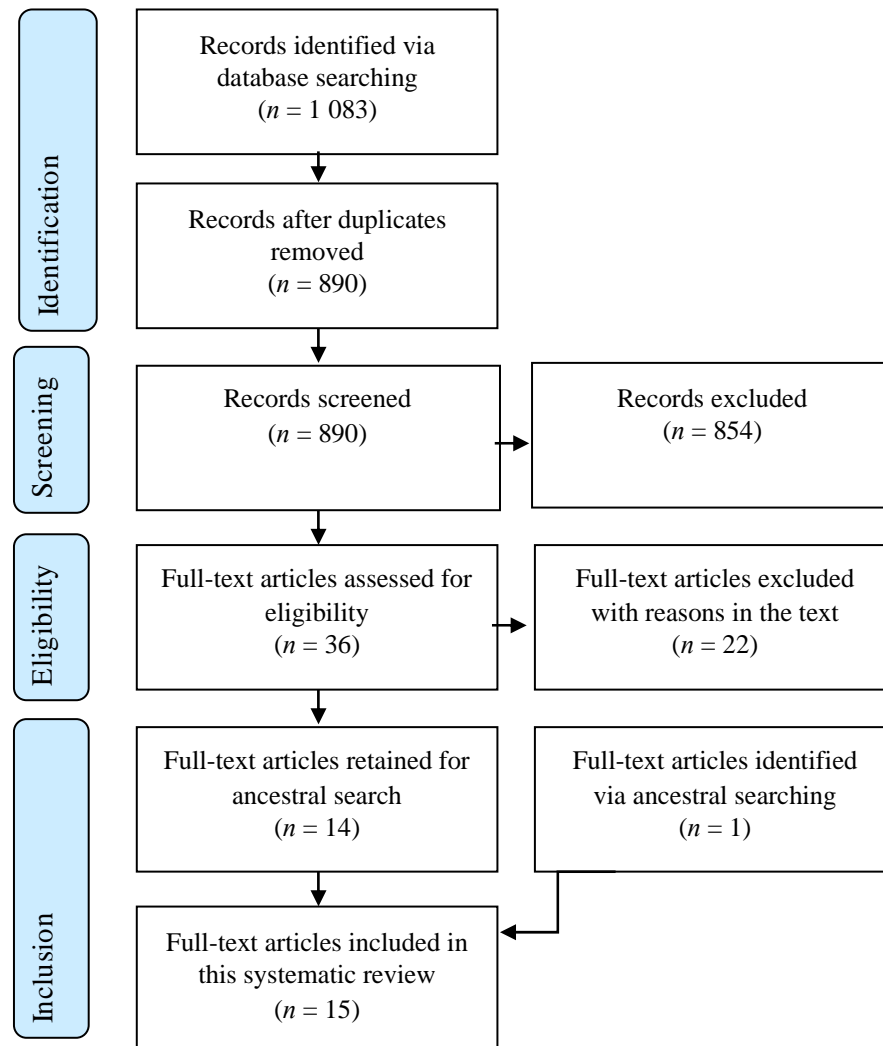 Identification
Records identified via
database searching
(n = 1 083)
Records after duplicates
removed
(n = 890)
Screening
Records screened
(n = 890)
Records excluded
(n = 854)
Eligibility
Full-text articles assessed for
eligibility
(n = 36)
Full-text articles excluded
with reasons in the text
(n = 22)
Inclusion
Full-text articles retained for
ancestral search
(n = 14)
Full-text articles identified
via ancestral searching
(n = 1)
Full-text articles included in
this systematic review
(n = 15)